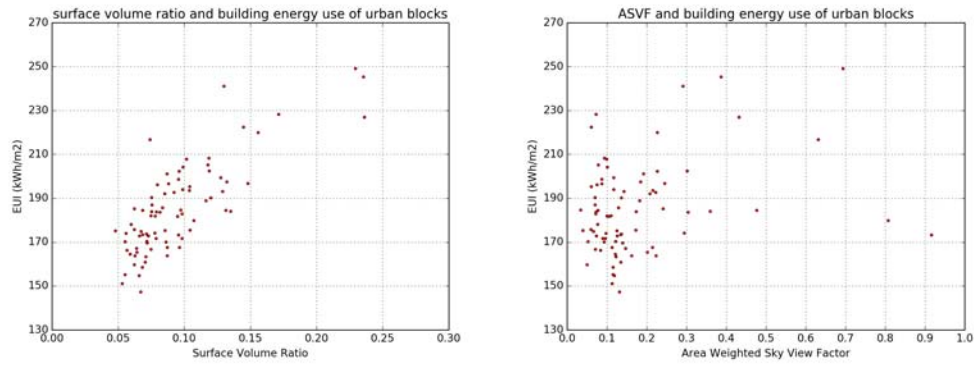 surface volume ratio and building energy use of urban blocks
270
250
230
210
190
170
150
130
EUI (kWh/m2)
0.00 0.05 0.10 0.15 0.20 0.25 0.30
Surface Volume Ratio
ASVF and building energy use of urban blocks
270
250
230
210
190
170
150
130
EUI (kWh/m2)
0.0 0.1 0.2 0.3 0.4 0.5 0.6 0.7 0.8 0.9 1.0
Area Weighted Sky View Factor